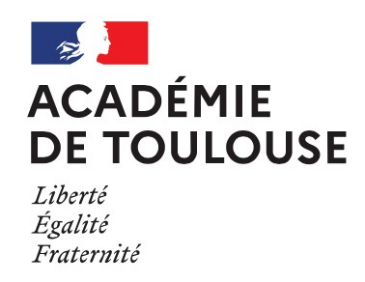 ACADÉMIE
DE TOULOUSE
Liberté
Égalité
Fraternité